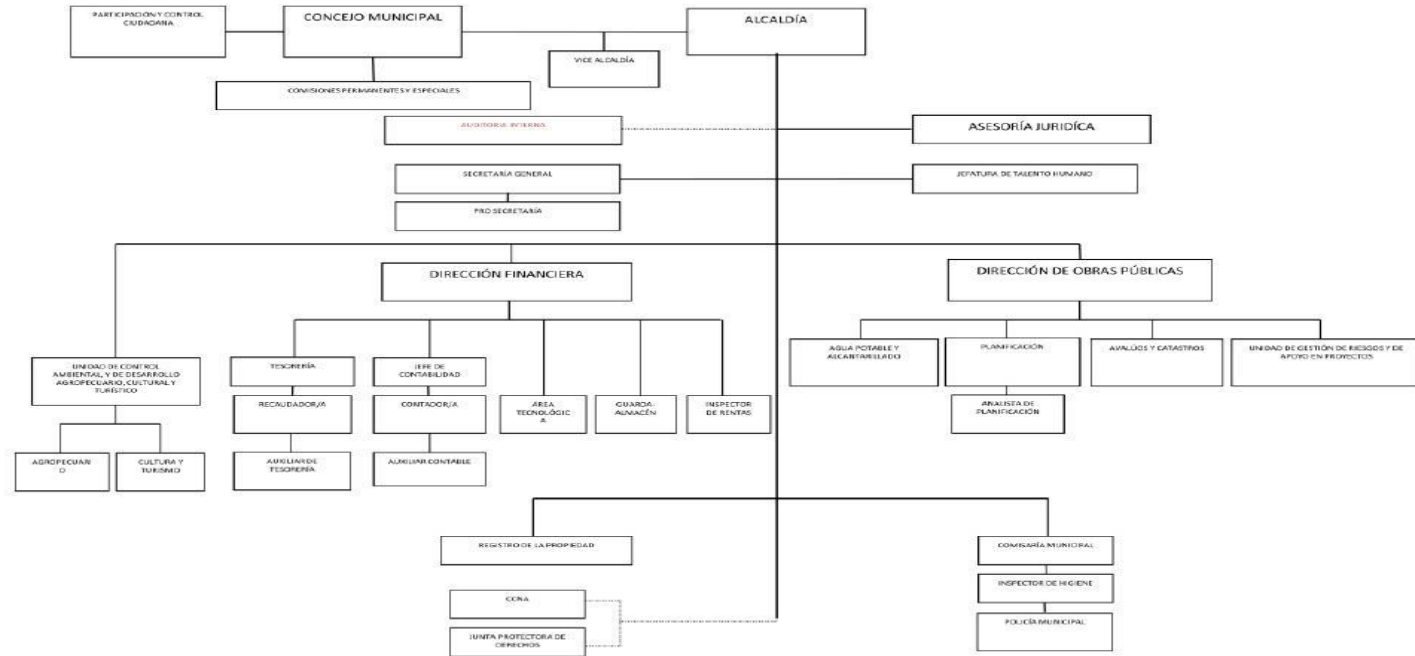 PARTICIPACIÓN Y CONTROL
CIUDADANA
CONCEJO MUNICIPAL
ALCALDÍA
VICE ALCALDÍA
COMISIONES PERMANENTES Y ESPECIALES
AUDITORIA INTERNA
ASESORÍA JURIDÍCA
SECRETARÍA GENERAL
JEFATURA DE TALENTO HUMANO
PRO SECRETARÍA
DIRECCIÓN FINANCIERA
DIRECCIÓN DE OBRAS PÚBLICAS
UNIDAD DE CONTROL
AMBIENTAL, Y DE DESARROLLO
AGROPECUARIO, CULTURAL Y
TURÍSTICO
TESORERÍA
JEFE DE
CONTABILIDAD
AGUA POTABLE Y
ALCANTARILLADO
PLANIFICACIÓN
AVALÚOS Y CATASTROS
UNIDAD DE GESTIÓN DE RIESGOS Y DE
APOYO EN PROYECTOS
RECAUDADOR/A
CONTADOR/A
ÁREA
TECNOLÓGIC
A
GUARDA-
ALMACÉN
INSPECTOR
DE RENTAS
ANALISTA DE
PLANIFICACIÓN
AGROPECUARI
O
CULTURA Y
TURISMO
AUXILIAR DE
TESORERÍA
AUXILIAR CONTABLE
REGISTRO DE LA PROPIEDAD
COMISARÍA MUNICIPAL
INSPECTOR DE HIGIENE
CCNA
POLICÍA MUNICIPAL
JUNTA PROTECTORA DE
DERECHOS